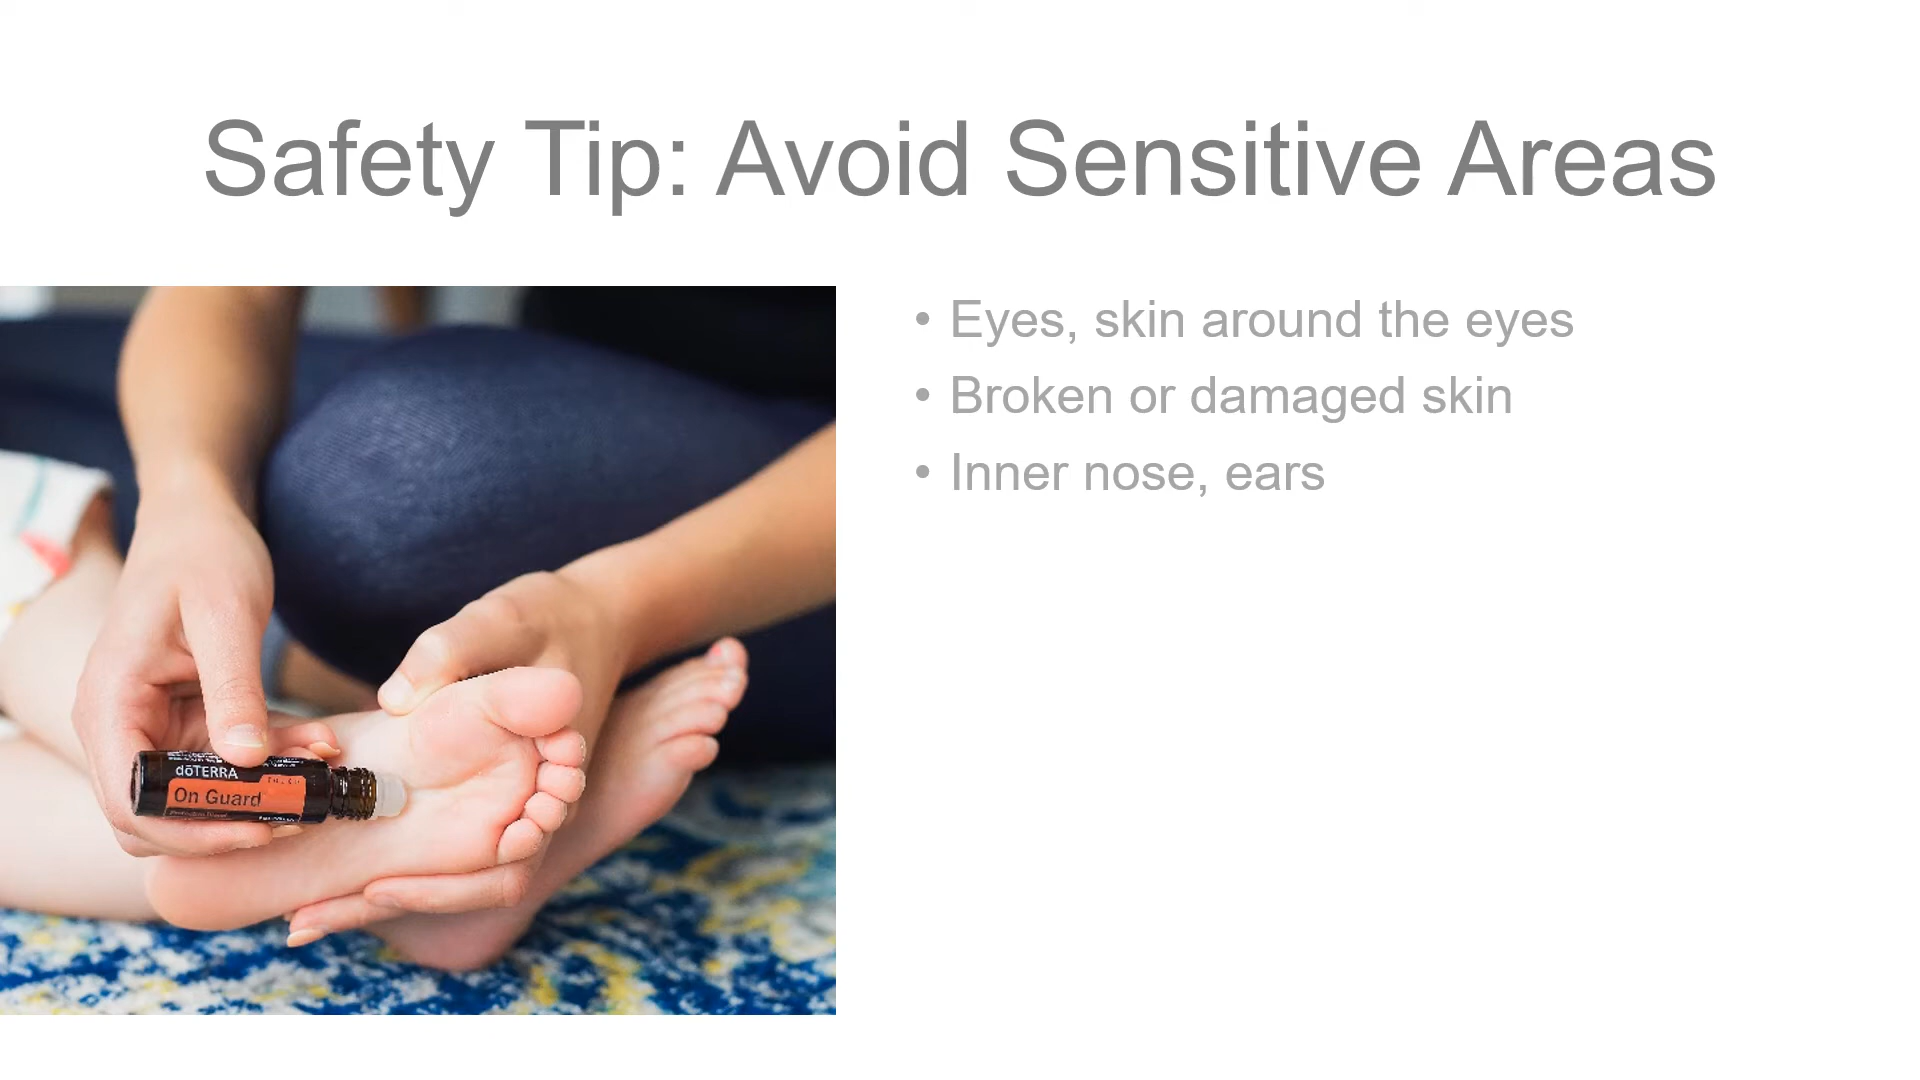 Safety Tip: Avoid Sensitive Areas
• Eyes, skin around the eyes
• Broken or damaged skin
• Inner nose, ears
dōTERRA
TOUCH
On Guard